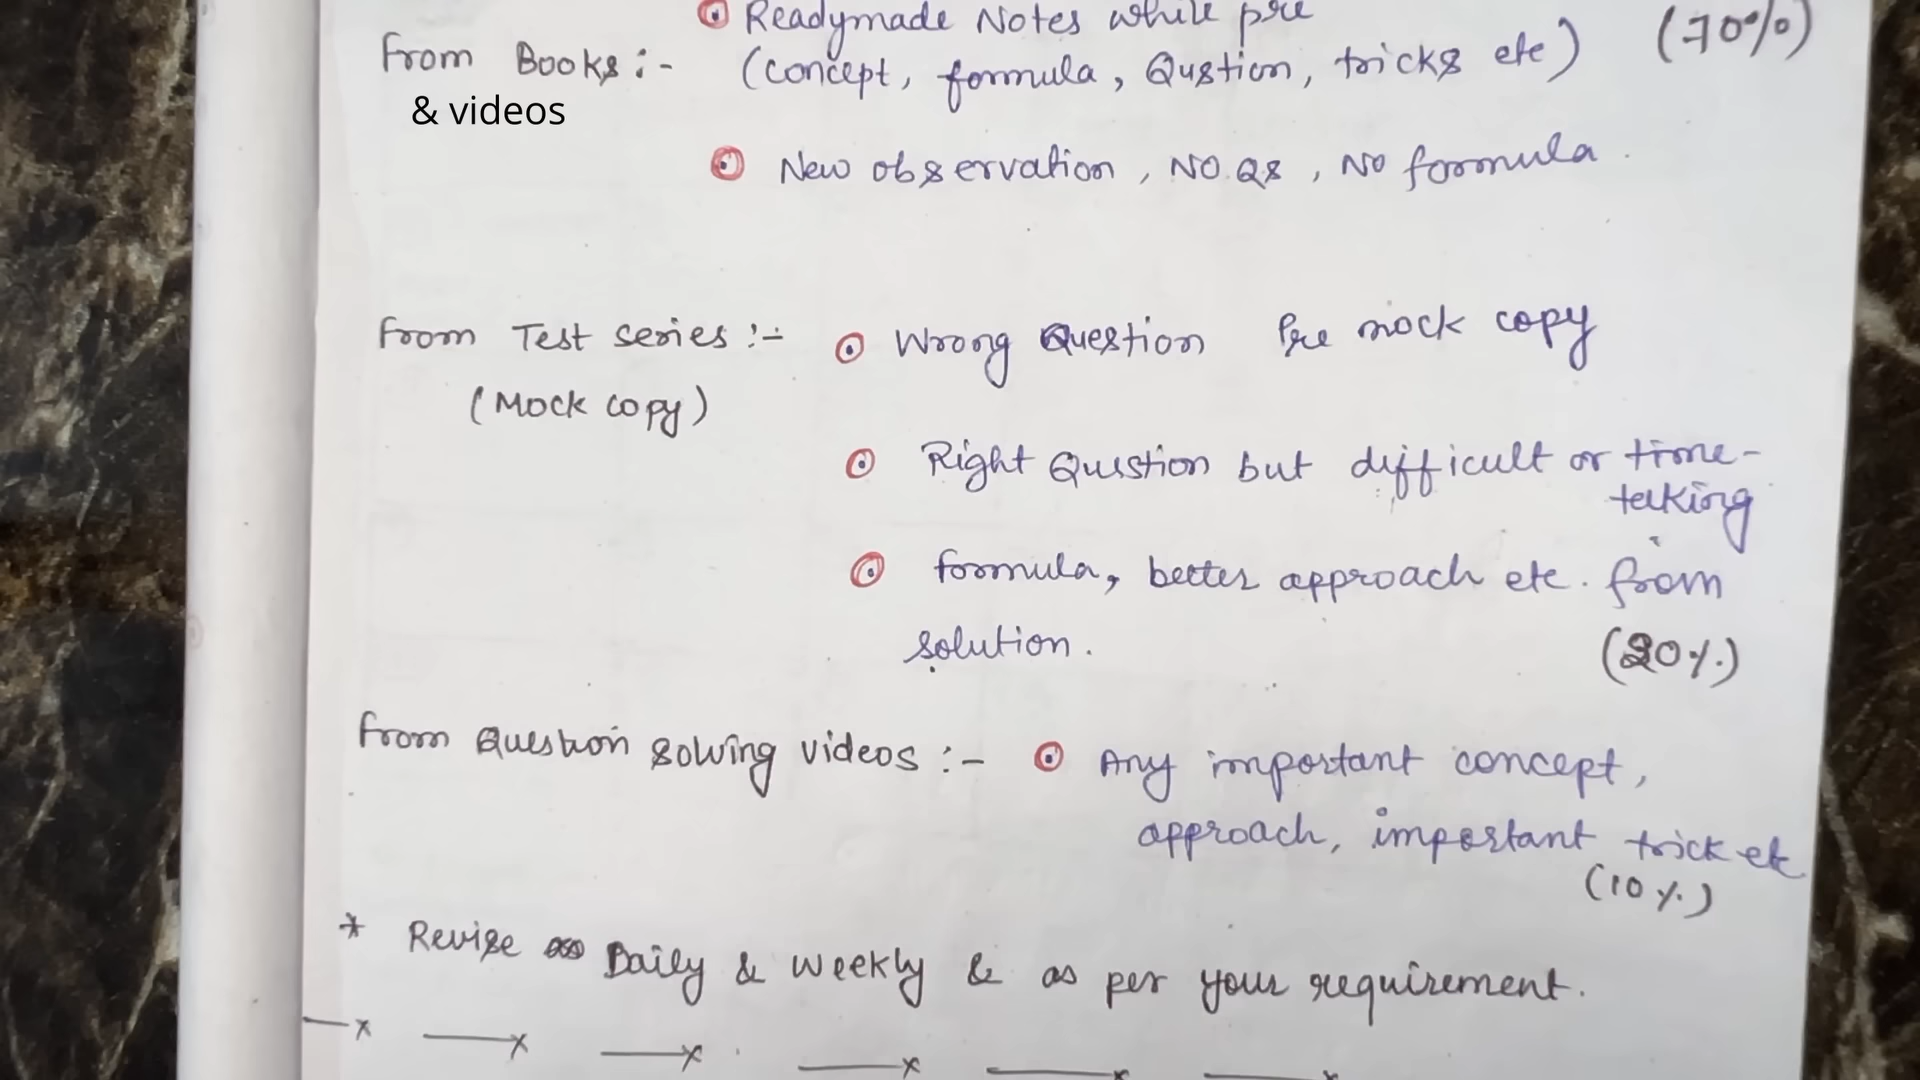 Readymade Notes while pre
From Books :- (concept, formula, Qustion, tricks etc) (70%)
& videos
New observation, NO Qs, No formula.
From Test series :- Wrong Question Pre mock copy
(Mock copy)
Right Qustion but difficult or time-
taking
formula, better approach etc. from
solution. (20%)
From Question solving videos :- Any important concept,
approach, important trick etc
(10%)
* Revise Daily & weekly & as per your requirement.